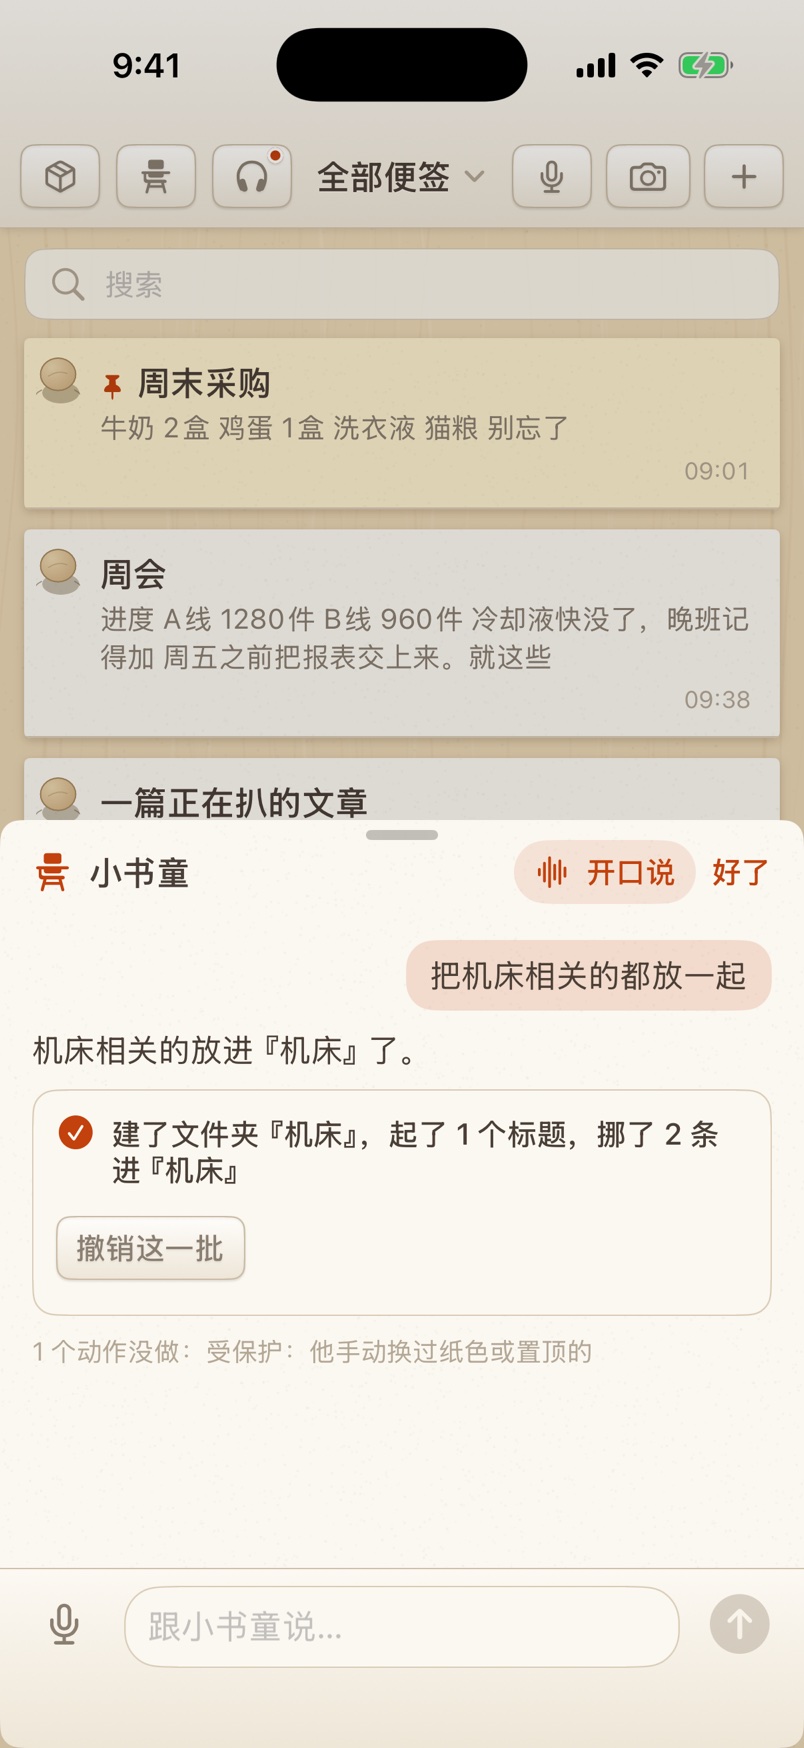 9:41
全部便签
搜索
周末采购
牛奶 2盒 鸡蛋 1盒 洗衣液 猫粮 别忘了
09:01
周会
进度 A线 1280件 B线 960件 冷却液快没了，晚班记
得加 周五之前把报表交上来。就这些
09:38
一篇正在扒的文章
小书童
开口说
好了
把机床相关的都放一起
机床相关的放进『机床』了。
建了文件夹『机床』，起了 1 个标题，挪了 2 条
进『机床』
撤销这一批
1 个动作没做：受保护：他手动换过纸色或置顶的
跟小书童说...